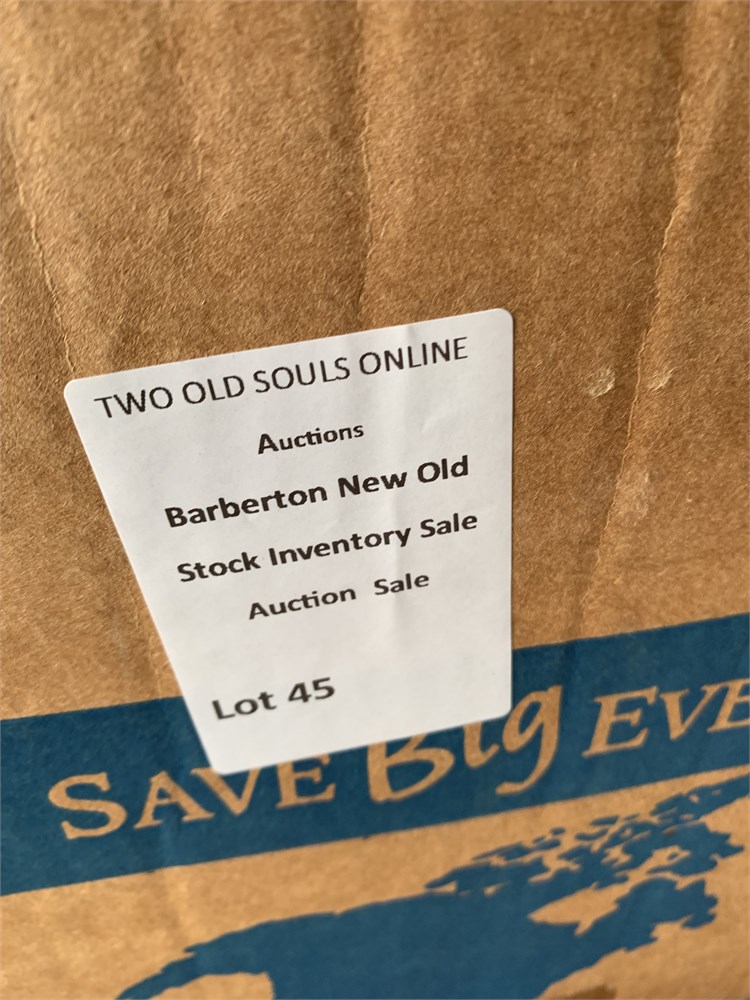 TWO OLD SOULS ONLINE
Auctions
Barberton New Old
Stock Inventory Sale
Auction Sale
Lot 45
SAVE Big EVE